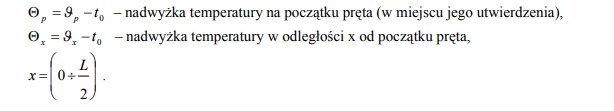 Θ_p = ϑ_p − t_0 – nadwyżka temperatury na początku pręta (w miejscu jego utwierdzenia),
Θ_x = ϑ_x − t_0 – nadwyżka temperatury w odległości x od początku pręta,
x = (0 ÷ L/2) .